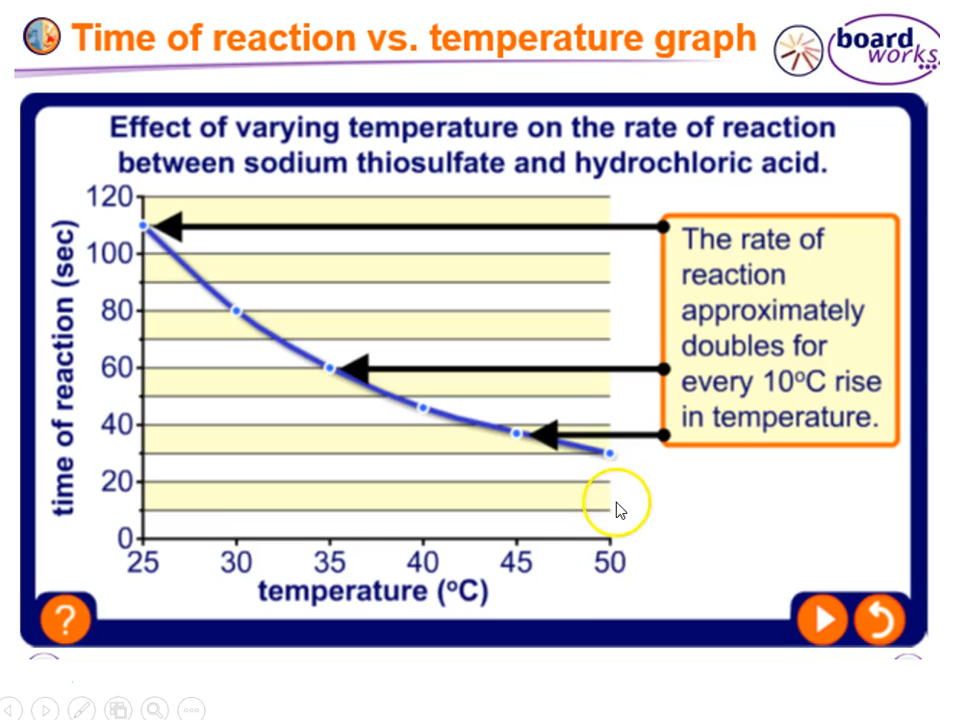 Time of reaction vs. temperature graph
board
works
Effect of varying temperature on the rate of reaction
between sodium thiosulfate and hydrochloric acid.
time of reaction (sec)
120
100
80
60
40
20
0
25 30 35 40 45 50
temperature (°C)
The rate of
reaction
approximately
doubles for
every 10°C rise
in temperature.
?